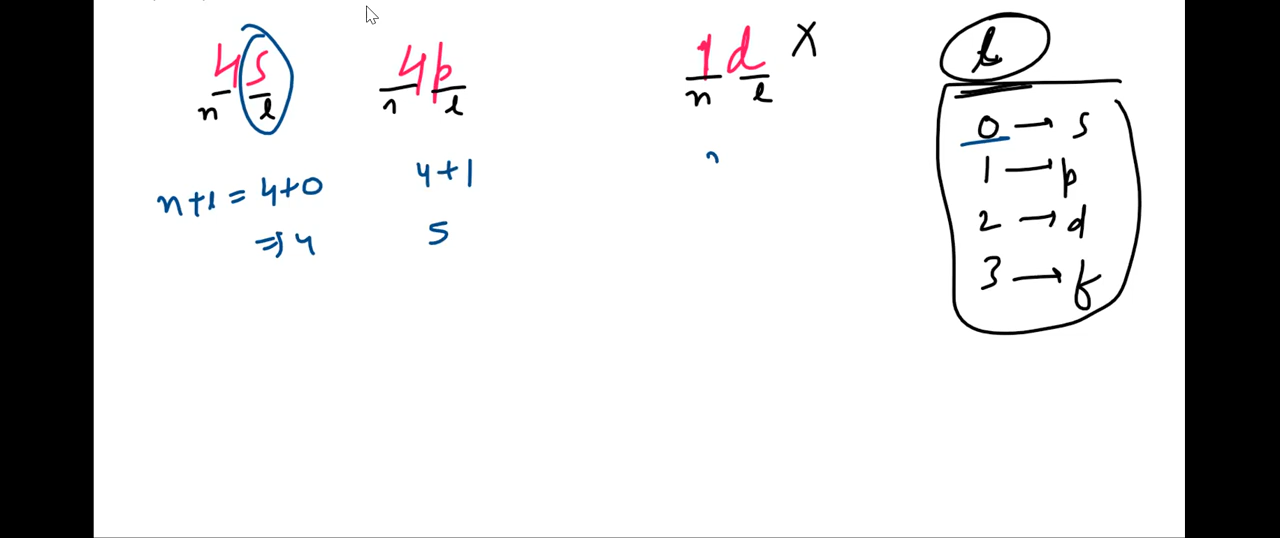 4s 4p 1d X l
n l n l n l
0 → s
1 → p
2 → d
3 → f
n+l = 4+0 4+1
⇒ 4 5